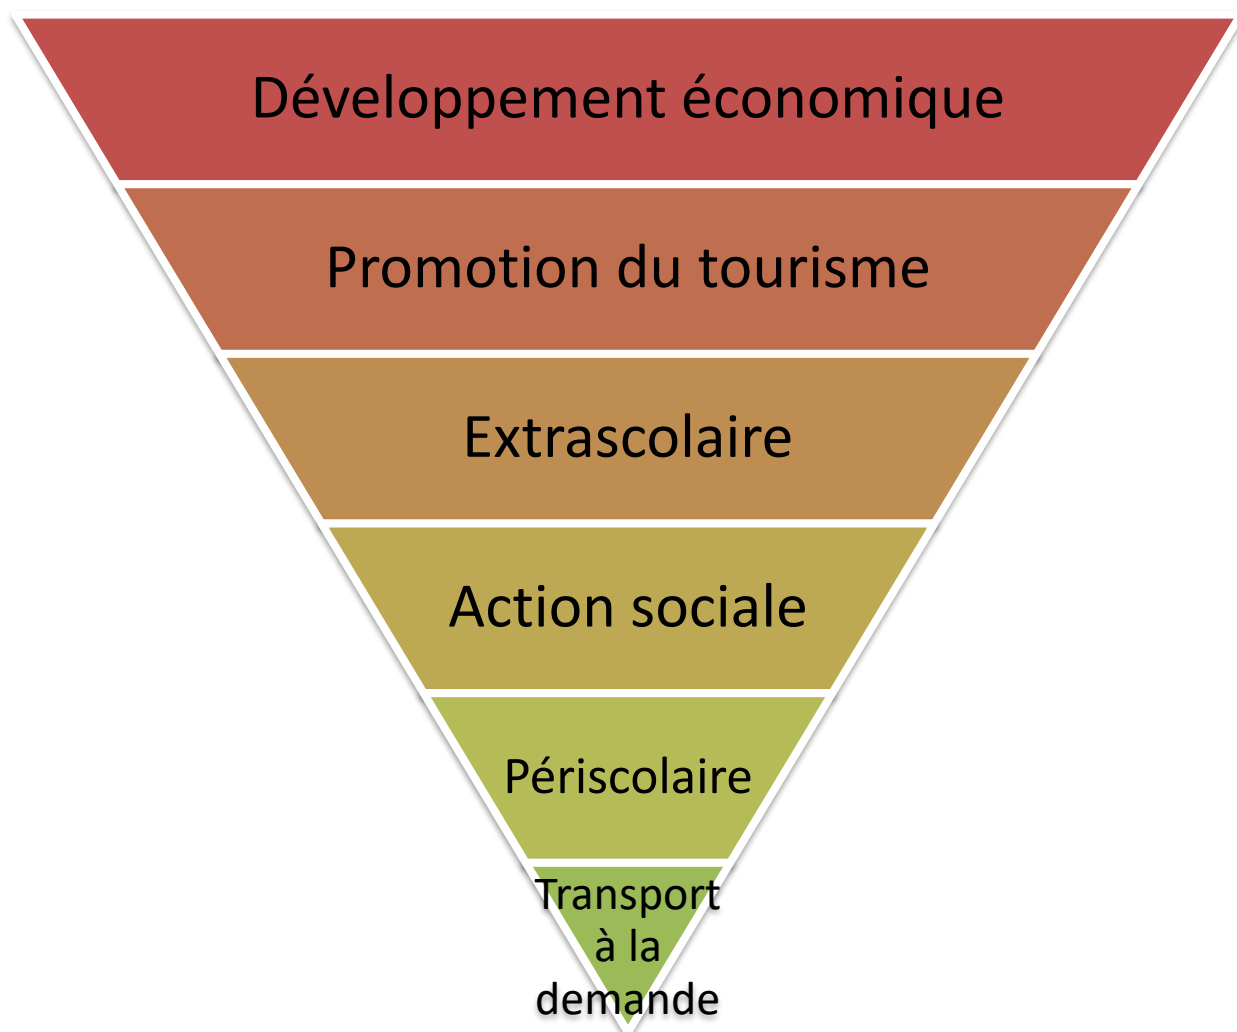 Développement économique
Promotion du tourisme
Extrascolaire
Action sociale
Périscolaire
Transport
à la
demande